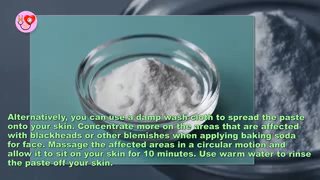 Alternatively, you can use a damp wash cloth to spread the paste
onto your skin. Concentrate more on the areas that are affected
with blackheads or other blemishes when applying baking soda
for face. Massage the affected areas in a circular motion and
allow it to sit on your skin for 10 minutes. Use warm water to rinse
the paste off your skin.